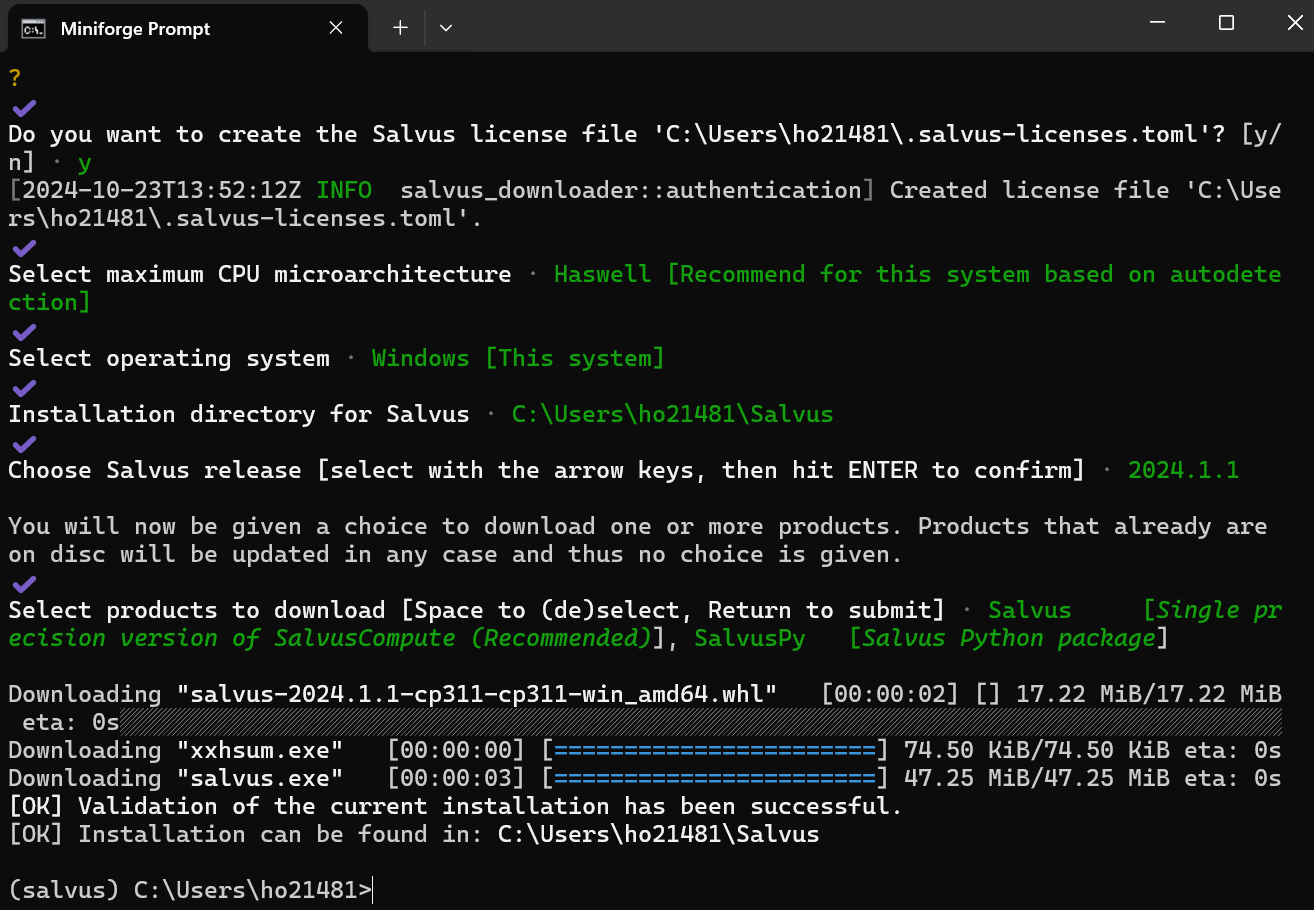 Miniforge Prompt
?
Do you want to create the Salvus license file 'C:\Users\ho21481\.salvus-licenses.toml'? [y/
n] · y
[2024-10-23T13:52:12Z INFO  salvus_downloader::authentication] Created license file 'C:\Use
rs\ho21481\.salvus-licenses.toml'.
Select maximum CPU microarchitecture · Haswell [Recommend for this system based on autodete
ction]
Select operating system · Windows [This system]
Installation directory for Salvus · C:\Users\ho21481\Salvus
Choose Salvus release [select with the arrow keys, then hit ENTER to confirm] · 2024.1.1
You will now be given a choice to download one or more products. Products that already are
on disc will be updated in any case and thus no choice is given.
Select products to download [Space to (de)select, Return to submit] · Salvus     [Single pr
ecision version of SalvusCompute (Recommended)], SalvusPy   [Salvus Python package]
Downloading "salvus-2024.1.1-cp311-cp311-win_amd64.whl"   [00:00:02] [] 17.22 MiB/17.22 MiB
 eta: 0s
Downloading "xxhsum.exe"   [00:00:00] [=======================] 74.50 KiB/74.50 KiB eta: 0s
Downloading "salvus.exe"   [00:00:03] [=======================] 47.25 MiB/47.25 MiB eta: 0s
[OK] Validation of the current installation has been successful.
[OK] Installation can be found in: C:\Users\ho21481\Salvus
(salvus) C:\Users\ho21481>